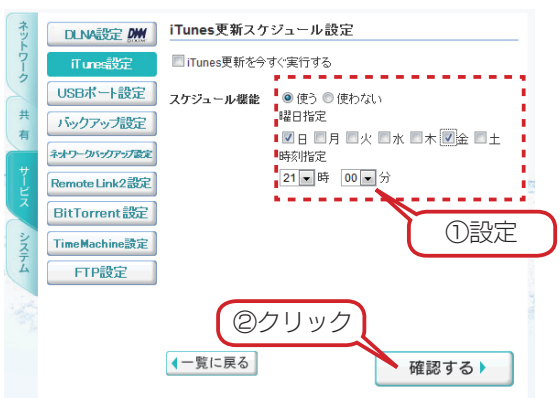 ネットワーク
共有
サービス
システム
DLNA設定 DiXiM
iTunes設定
USBポート設定
バックアップ設定
ネットワークバックアップ設定
Remote Link2設定
BitTorrent設定
TimeMachine設定
FTP設定
iTunes更新スケジュール設定
iTunes更新を今すぐ実行する
スケジュール機能
使う 使わない
曜日指定
日 月 火 水 木 金 土
時刻指定
21 時 00 分
①設定
②クリック
一覧に戻る
確認する